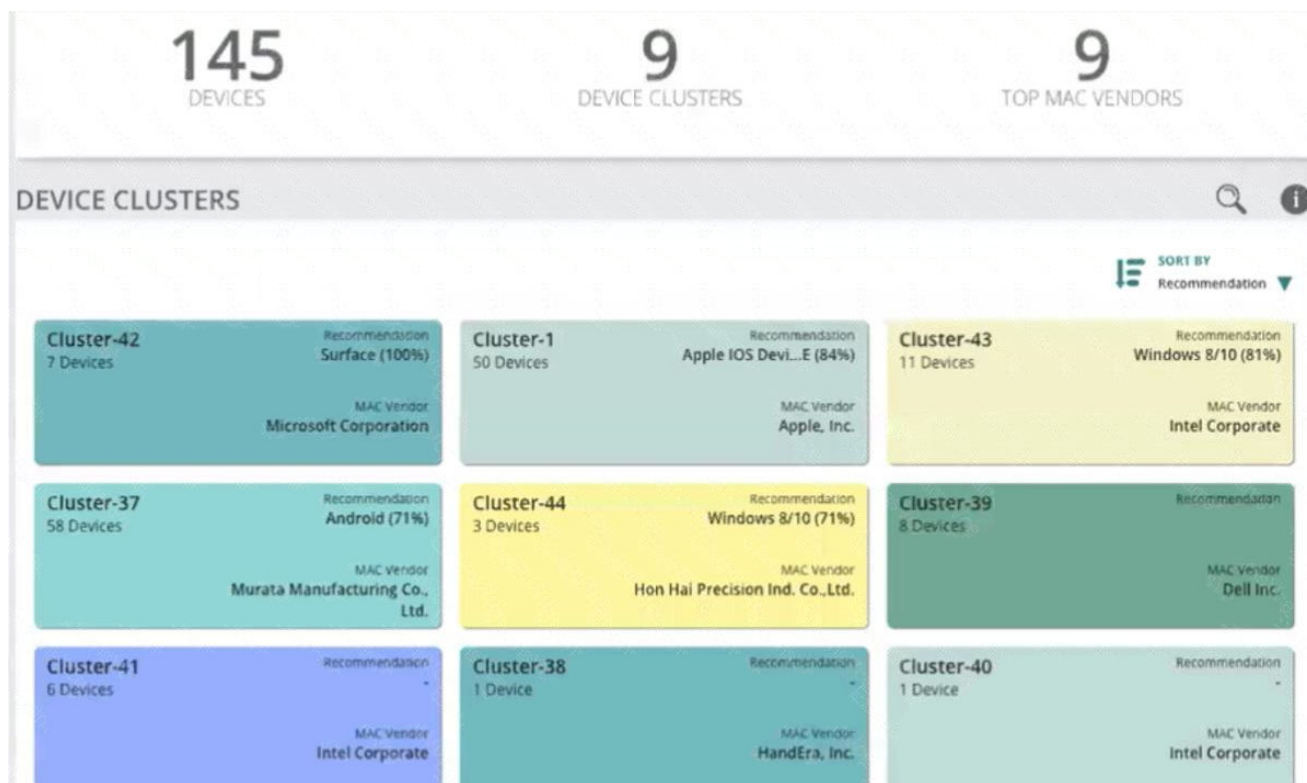 145
DEVICES
9
DEVICE CLUSTERS
9
TOP MAC VENDORS
DEVICE CLUSTERS
i
SORT BY
Recommendation
Cluster-42
7 Devices
Recommendation
Surface (100%)
MAC Vendor
Microsoft Corporation
Cluster-1
50 Devices
Recommendation
Apple IOS Devi...E (84%)
MAC Vendor
Apple, Inc.
Cluster-43
11 Devices
Recommendation
Windows 8/10 (81%)
MAC Vendor
Intel Corporate
Cluster-37
58 Devices
Recommendation
Android (71%)
MAC Vendor
Murata Manufacturing Co.,
Ltd.
Cluster-44
3 Devices
Recommendation
Windows 8/10 (71%)
MAC Vendor
Hon Hai Precision Ind. Co.,Ltd.
Cluster-39
8 Devices
Recommendation
MAC Vendor
Dell Inc.
Cluster-41
6 Devices
Recommendation
-
MAC Vendor
Intel Corporate
Cluster-38
1 Device
Recommendation
-
MAC Vendor
HandEra, Inc.
Cluster-40
1 Device
Recommendation
-
MAC Vendor
Intel Corporate